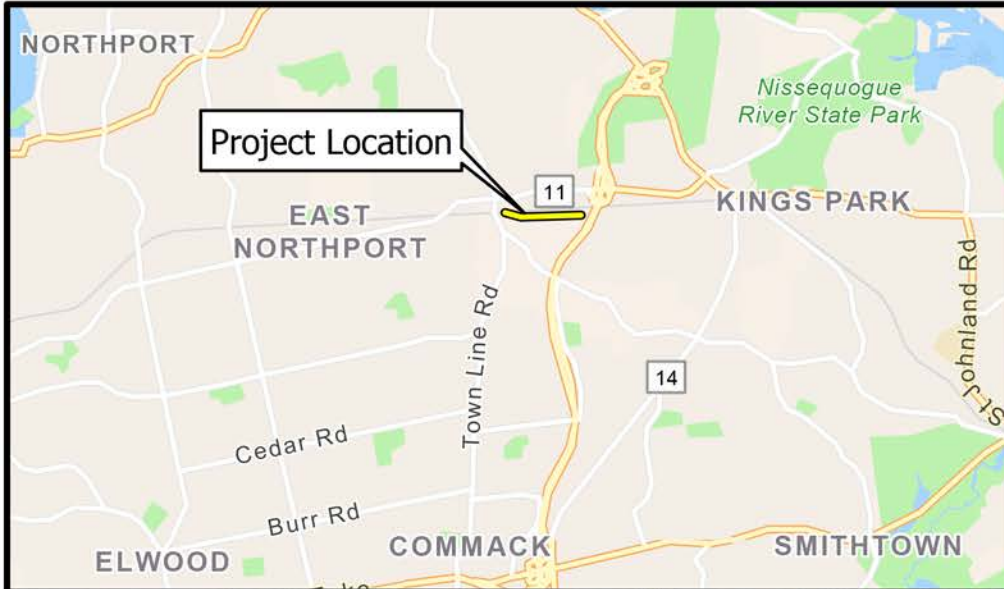 NORTHPORT
Nissequogue
River State Park
Project Location
11
KINGS PARK
EAST
NORTHPORT
Town Line Rd
St Johnland Rd
14
Cedar Rd
Burr Rd
ELWOOD
COMMACK
SMITHTOWN